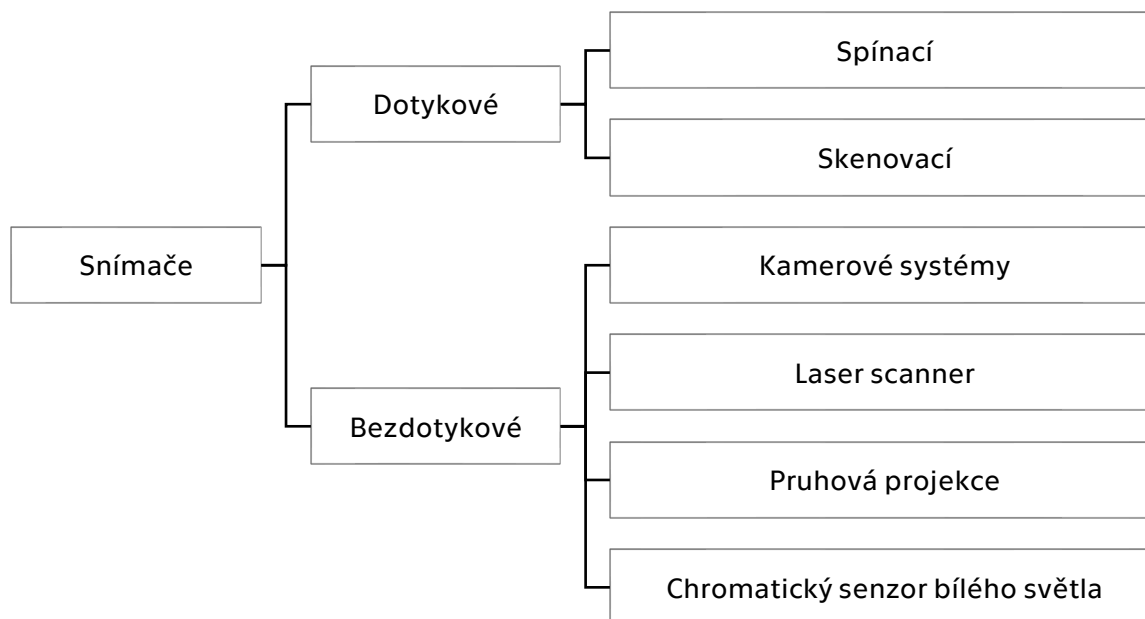 Snímače
Dotykové
Spínací
Skenovací
Bezdotykové
Kamerové systémy
Laser scanner
Pruhová projekce
Chromatický senzor bílého světla